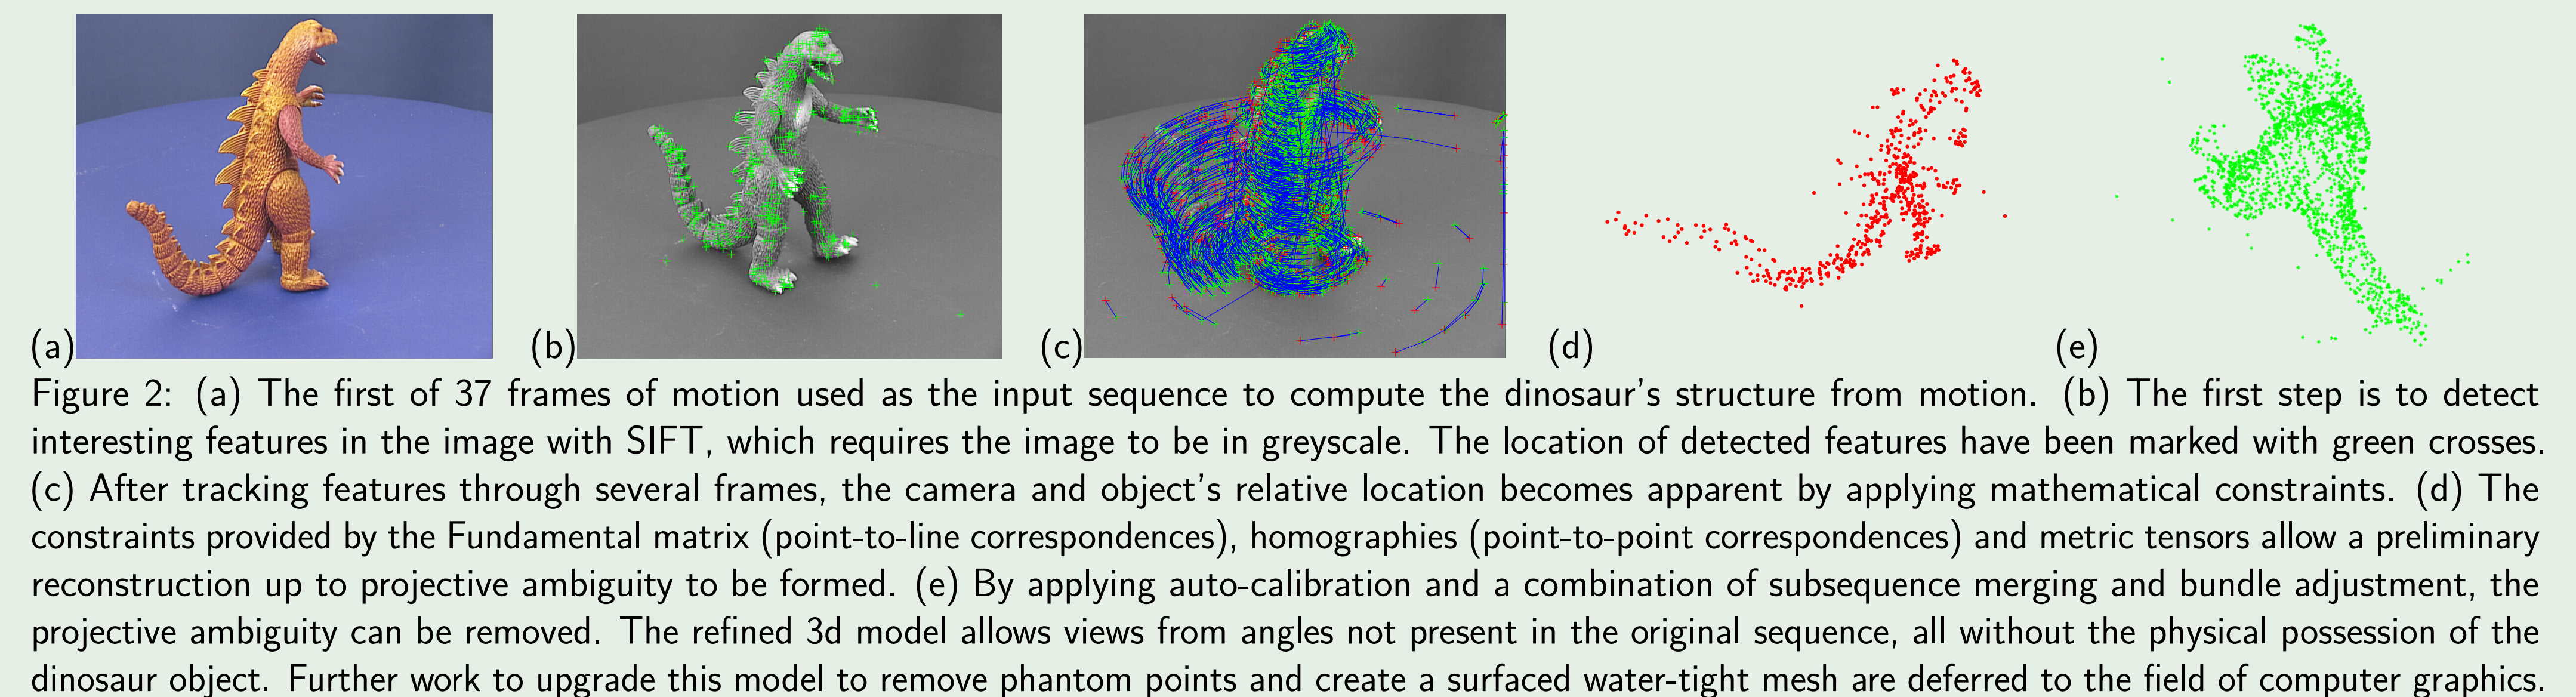 (a) (b) (c) (d) (e)
Figure 2: (a) The first of 37 frames of motion used as the input sequence to compute the dinosaur's structure from motion. (b) The first step is to detect
interesting features in the image with SIFT, which requires the image to be in greyscale. The location of detected features have been marked with green crosses.
(c) After tracking features through several frames, the camera and object's relative location becomes apparent by applying mathematical constraints. (d) The
constraints provided by the Fundamental matrix (point-to-line correspondences), homographies (point-to-point correspondences) and metric tensors allow a preliminary
reconstruction up to projective ambiguity to be formed. (e) By applying auto-calibration and a combination of subsequence merging and bundle adjustment, the
projective ambiguity can be removed. The refined 3d model allows views from angles not present in the original sequence, all without the physical possession of the
dinosaur object. Further work to upgrade this model to remove phantom points and create a surfaced water-tight mesh are deferred to the field of computer graphics.